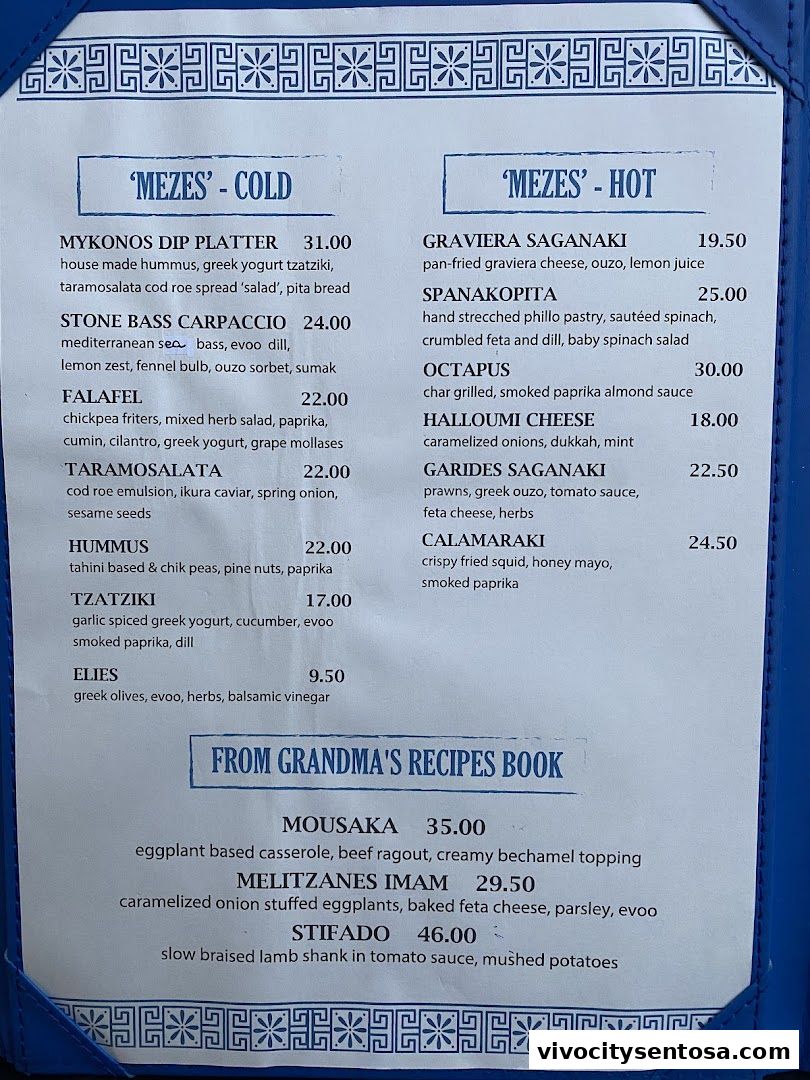 'MEZES' - COLD
MYKONOS DIP PLATTER 31.00
house made hummus, greek yogurt tzatziki,
taramosalata cod roe spread 'salad', pita bread
STONE BASS CARPACCIO 24.00
mediterranean sea bass, evoo dill,
lemon zest, fennel bulb, ouzo sorbet, sumak
FALAFEL 22.00
chickpea friters, mixed herb salad, paprika,
cumin, cilantro, greek yogurt, grape mollases
TARAMOSALATA 22.00
cod roe emulsion, ikura caviar, spring onion,
sesame seeds
HUMMUS 22.00
tahini based & chik peas, pine nuts, paprika
TZATZIKI 17.00
garlic spiced greek yogurt, cucumber, evoo
smoked paprika, dill
ELIES 9.50
greek olives, evoo, herbs, balsamic vinegar
'MEZES' - HOT
GRAVIERA SAGANAKI 19.50
pan-fried graviera cheese, ouzo, lemon juice
SPANAKOPITA 25.00
hand strecched phillo pastry, sautéed spinach,
crumbled feta and dill, baby spinach salad
OCTAPUS 30.00
char grilled, smoked paprika almond sauce
HALLOUMI CHEESE 18.00
caramelized onions, dukkah, mint
GARIDES SAGANAKI 22.50
prawns, greek ouzo, tomato sauce,
feta cheese, herbs
CALAMARAKI 24.50
crispy fried squid, honey mayo,
smoked paprika
FROM GRANDMA'S RECIPES BOOK
MOUSAKA 35.00
eggplant based casserole, beef ragout, creamy bechamel topping
MELITZANES IMAM 29.50
caramelized onion stuffed eggplants, baked feta cheese, parsley, evoo
STIFADO 46.00
slow braised lamb shank in tomato sauce, mushed potatoes
vivocitysentosa.com